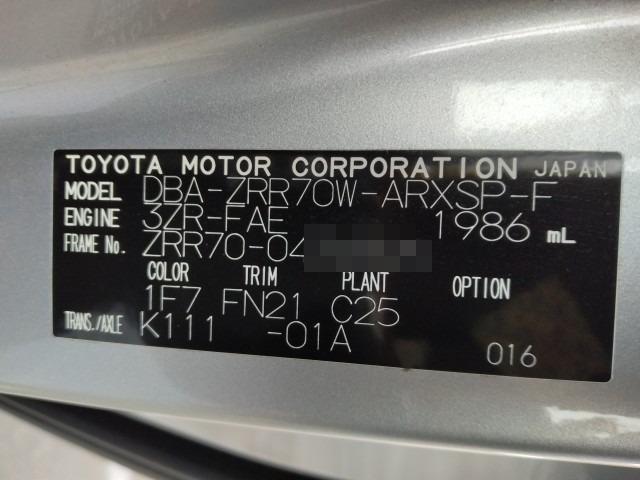 TOYOTA MOTOR CORPORATION JAPAN
MODEL DBA-ZRR70W-ARXSP-F
ENGINE 3ZR-FAE 1986 mL
FRAME No. ZRR70-04
COLOR TRIM PLANT OPTION
1F7 FN21 C25
TRANS./AXLE K111 -01A
016